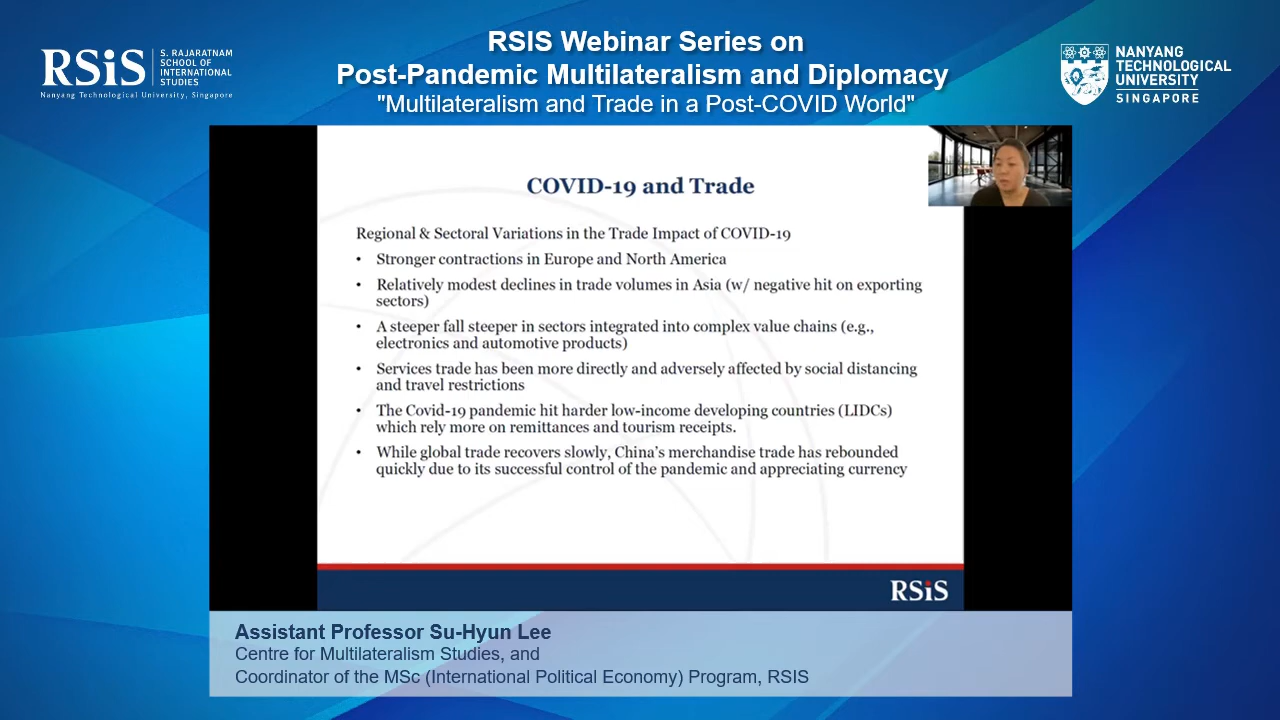 RSiS
S. RAJARATNAM
SCHOOL OF
INTERNATIONAL
STUDIES
Nanyang Technological University, Singapore
RSIS Webinar Series on
Post-Pandemic Multilateralism and Diplomacy
"Multilateralism and Trade in a Post-COVID World"
NANYANG
TECHNOLOGICAL
UNIVERSITY
SINGAPORE
COVID-19 and Trade
Regional & Sectoral Variations in the Trade Impact of COVID-19
• Stronger contractions in Europe and North America
• Relatively modest declines in trade volumes in Asia (w/ negative hit on exporting
sectors)
• A steeper fall steeper in sectors integrated into complex value chains (e.g.,
electronics and automotive products)
• Services trade has been more directly and adversely affected by social distancing
and travel restrictions
• The Covid-19 pandemic hit harder low-income developing countries (LIDCs)
which rely more on remittances and tourism receipts.
• While global trade recovers slowly, China's merchandise trade has rebounded
quickly due to its successful control of the pandemic and appreciating currency
RSiS
Assistant Professor Su-Hyun Lee
Centre for Multilateralism Studies, and
Coordinator of the MSc (International Political Economy) Program, RSIS